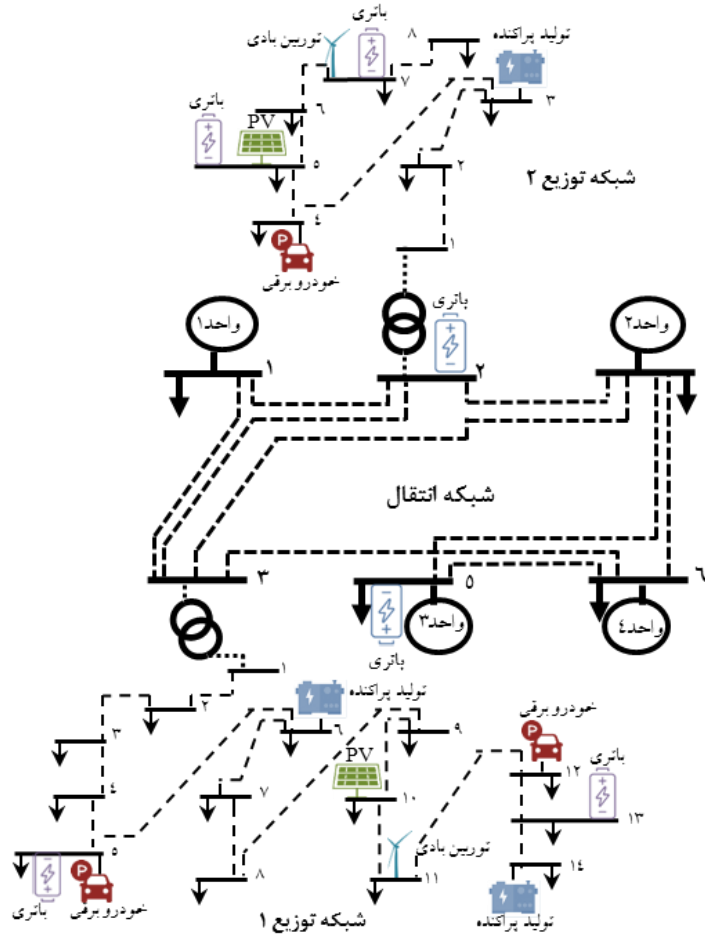 باتری
توربین بادی
۸
تولید پراکنده
۷
۳
باتری
PV
۶
۵
۲
شبکه توزیع ۲
۴
P
خودرو برقی
۱
باتری
واحد۱
واحد۲
۱
۲
شبکه انتقال
۳
۵
۶
واحد۳
واحد٤
باتری
۱
۲
تولید پراکنده
۶
۹
۳
PV
P
خودرو برقی
باتری
۱۲
۴
۷
۱۰
۱۳
۵
P
۸
توربین بادی
۱۱
۱۴
باتری
خودرو برقی
شبکه توزیع ۱
تولید پراکنده